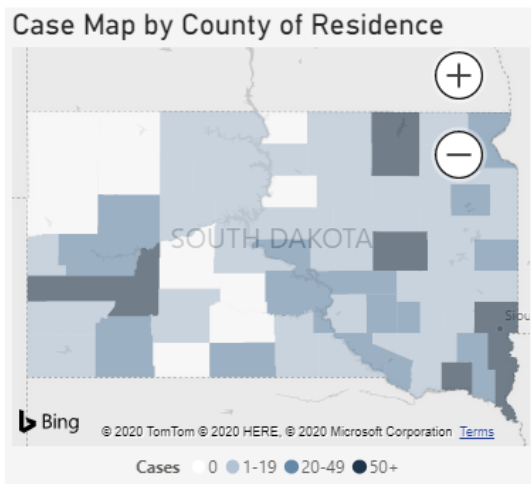 Case Map by County of Residence
SOUTH DAKOTA
Siou
Bing
© 2020 TomTom © 2020 HERE, © 2020 Microsoft Corporation Terms
Cases 0 1-19 20-49 50+